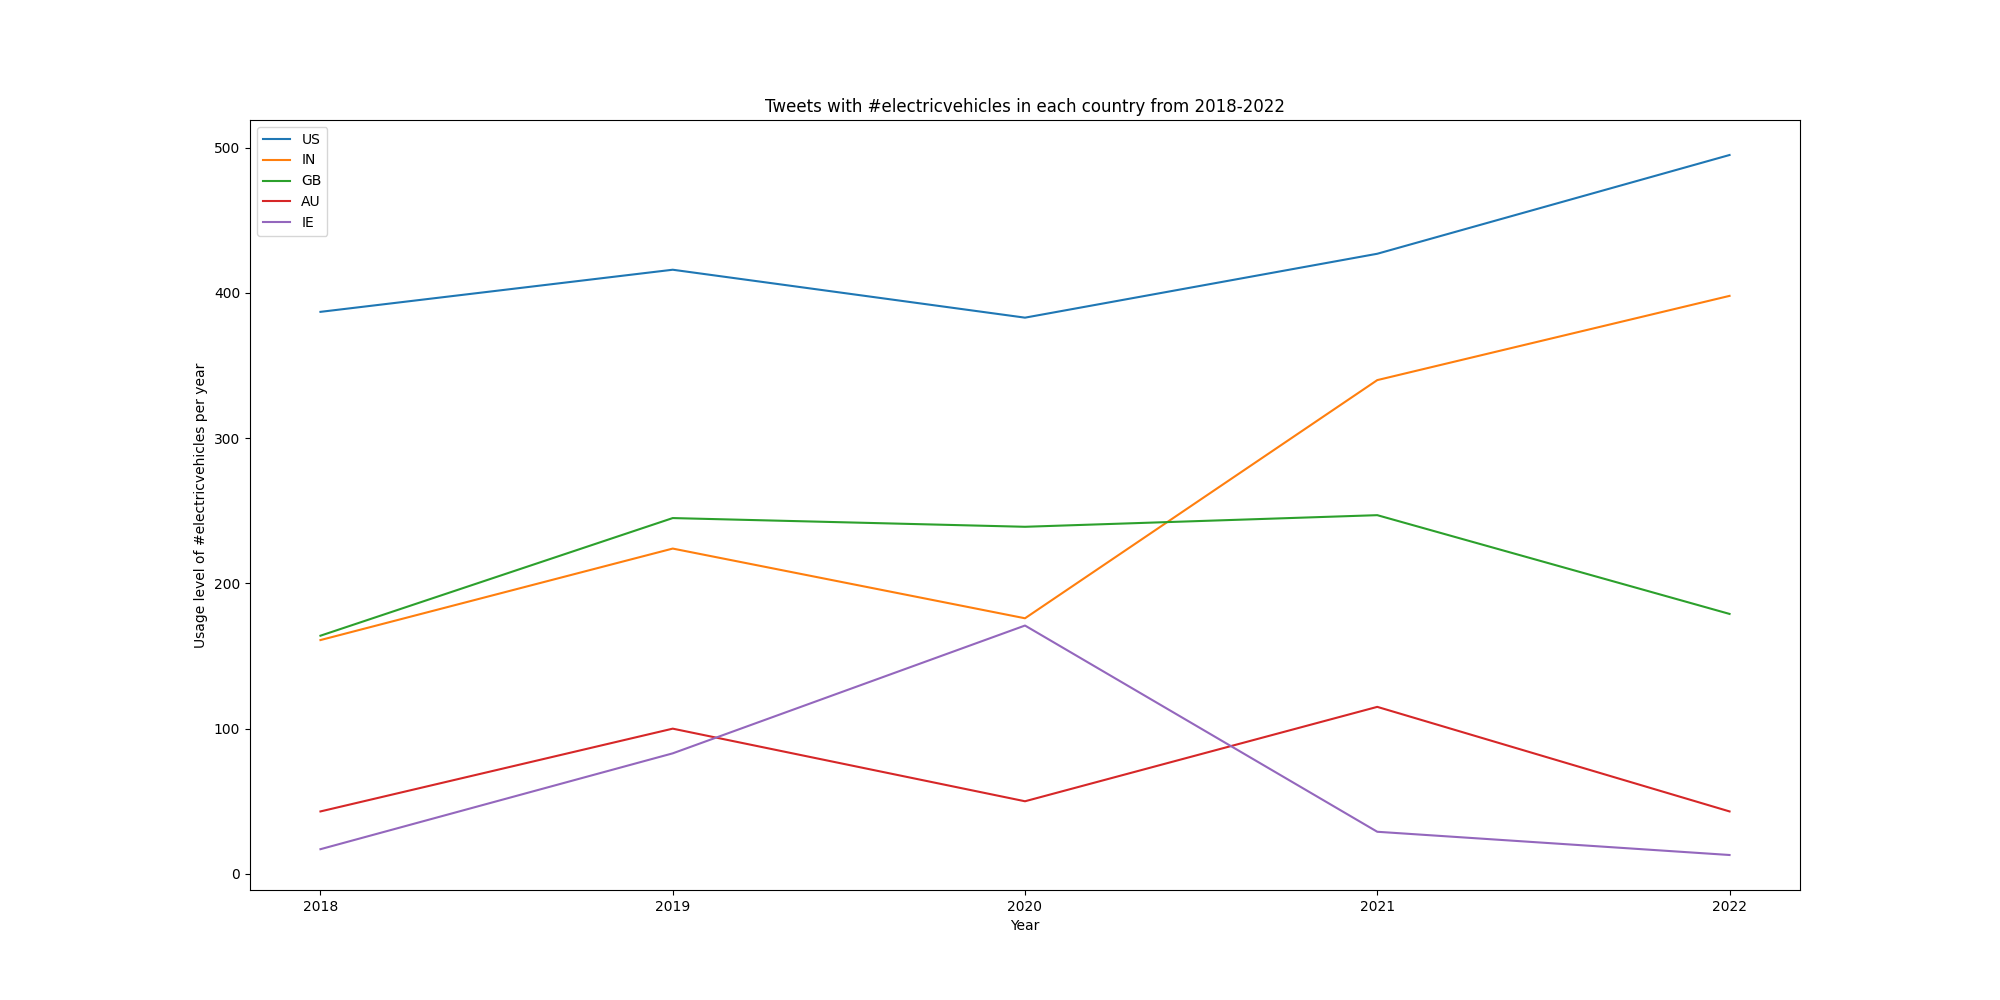 Tweets with #electricvehicles in each country from 2018-2022
US
IN
GB
AU
IE
Usage level of #electricvehicles per year
500
400
300
200
100
0
2018 2019 2020 2021 2022
Year